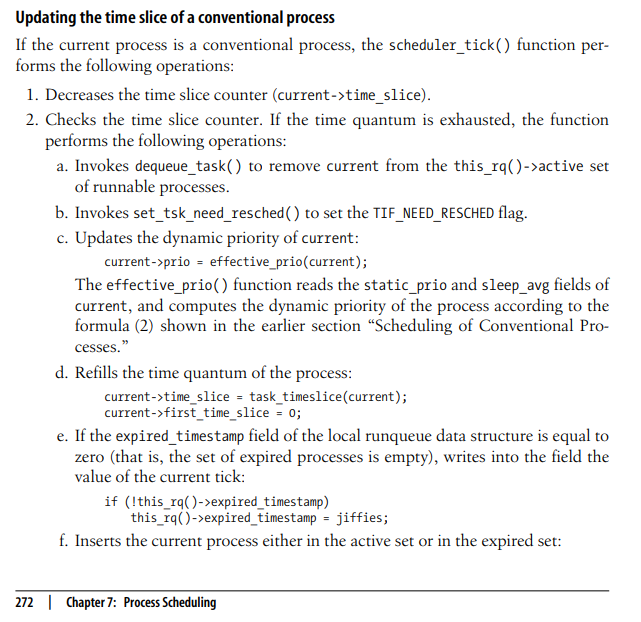 Updating the time slice of a conventional process
If the current process is a conventional process, the scheduler_tick() function per-
forms the following operations:
1. Decreases the time slice counter (current->time_slice).
2. Checks the time slice counter. If the time quantum is exhausted, the function
performs the following operations:
a. Invokes dequeue_task() to remove current from the this_rq()->active set
of runnable processes.
b. Invokes set_tsk_need_resched() to set the TIF_NEED_RESCHED flag.
c. Updates the dynamic priority of current:
current->prio = effective_prio(current);
The effective_prio() function reads the static_prio and sleep_avg fields of
current, and computes the dynamic priority of the process according to the
formula (2) shown in the earlier section “Scheduling of Conventional Pro-
cesses.”
d. Refills the time quantum of the process:
current->time_slice = task_timeslice(current);
current->first_time_slice = 0;
e. If the expired_timestamp field of the local runqueue data structure is equal to
zero (that is, the set of expired processes is empty), writes into the field the
value of the current tick:
if (!this_rq()->expired_timestamp)
this_rq()->expired_timestamp = jiffies;
f. Inserts the current process either in the active set or in the expired set:
272 | Chapter 7: Process Scheduling